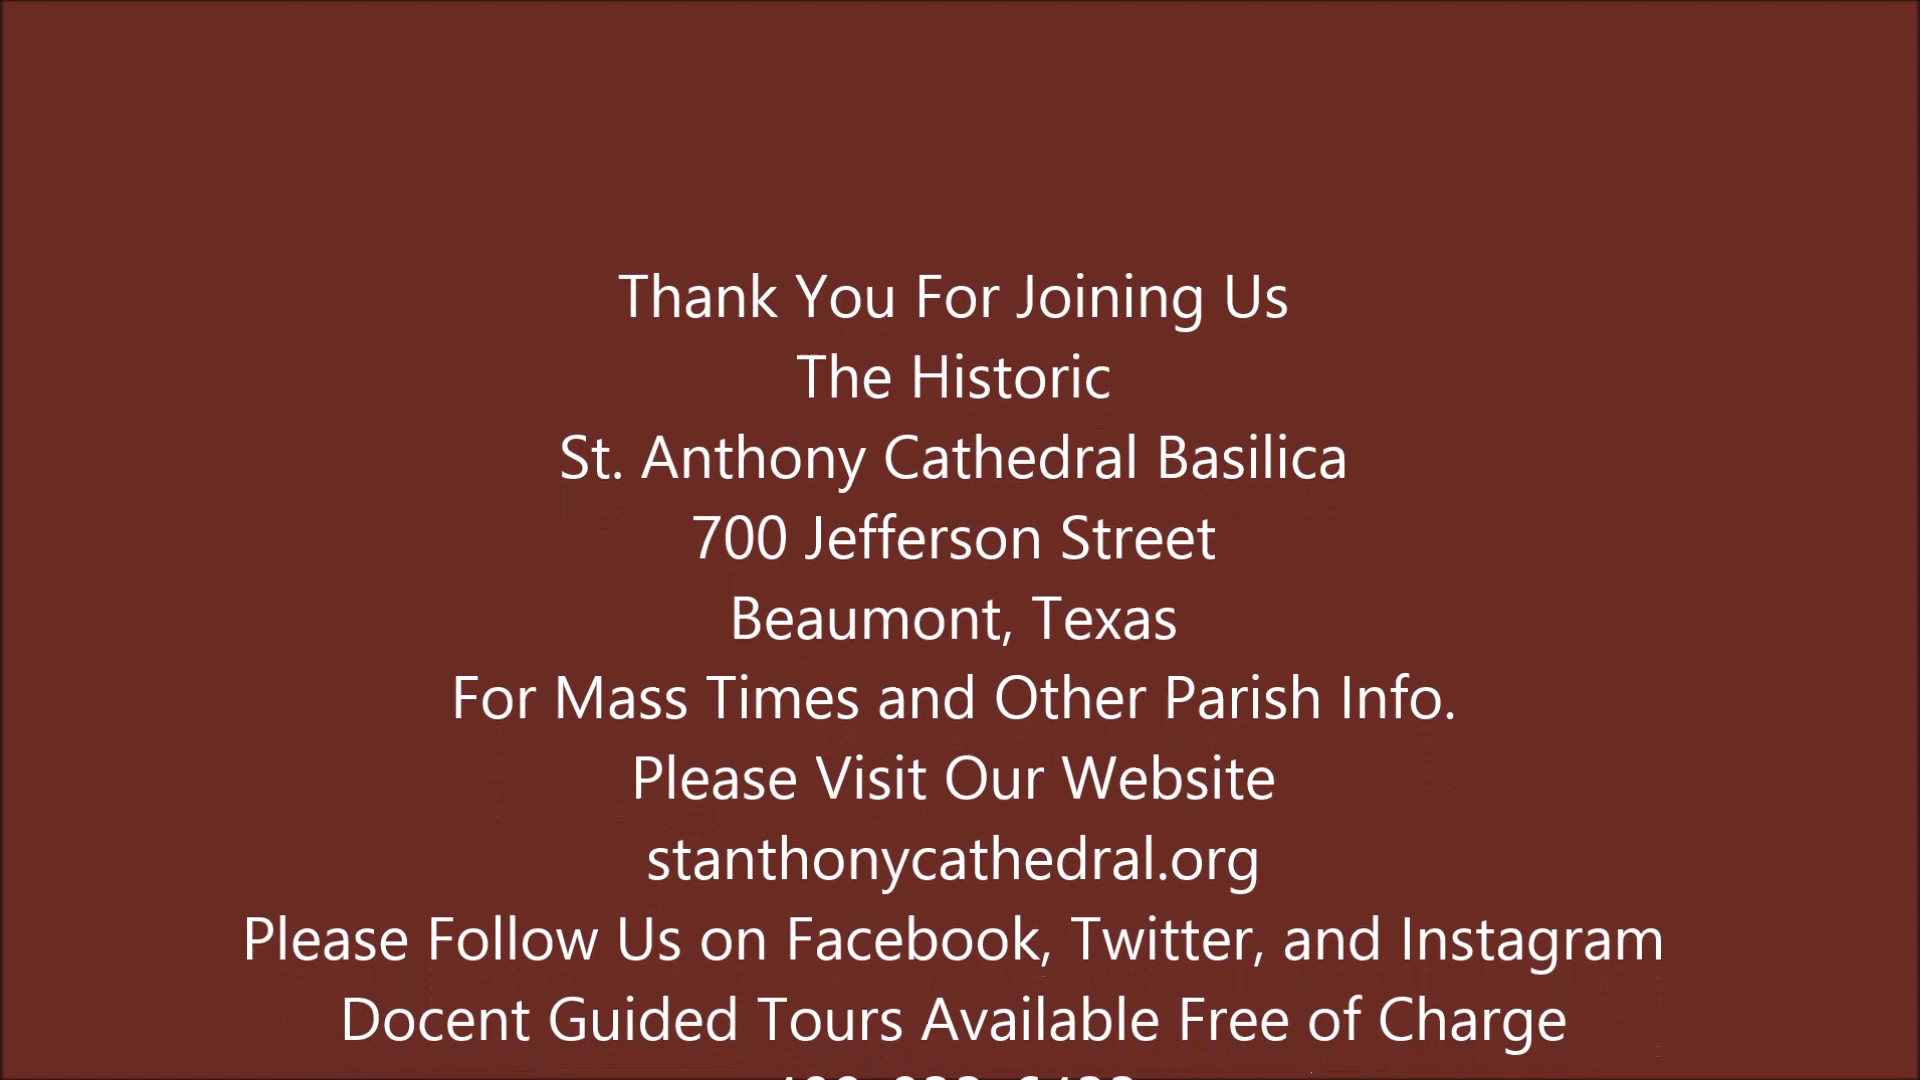 Thank You For Joining Us
The Historic
St. Anthony Cathedral Basilica
700 Jefferson Street
Beaumont, Texas
For Mass Times and Other Parish Info.
Please Visit Our Website
stanthonycathedral.org
Please Follow Us on Facebook, Twitter, and Instagram
Docent Guided Tours Available Free of Charge